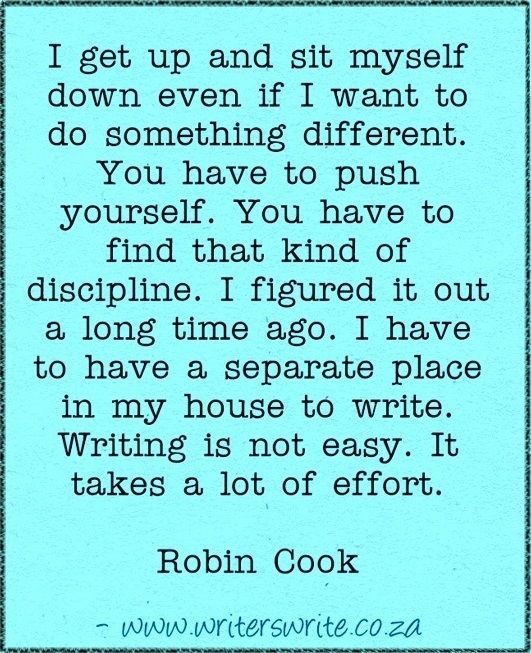 I get up and sit myself
down even if I want to
do something different.
You have to push
yourself. You have to
find that kind of
discipline. I figured it out
a long time ago. I have
to have a separate place
in my house to write.
Writing is not easy. It
takes a lot of effort.
Robin Cook
- www.writerswrite.co.za